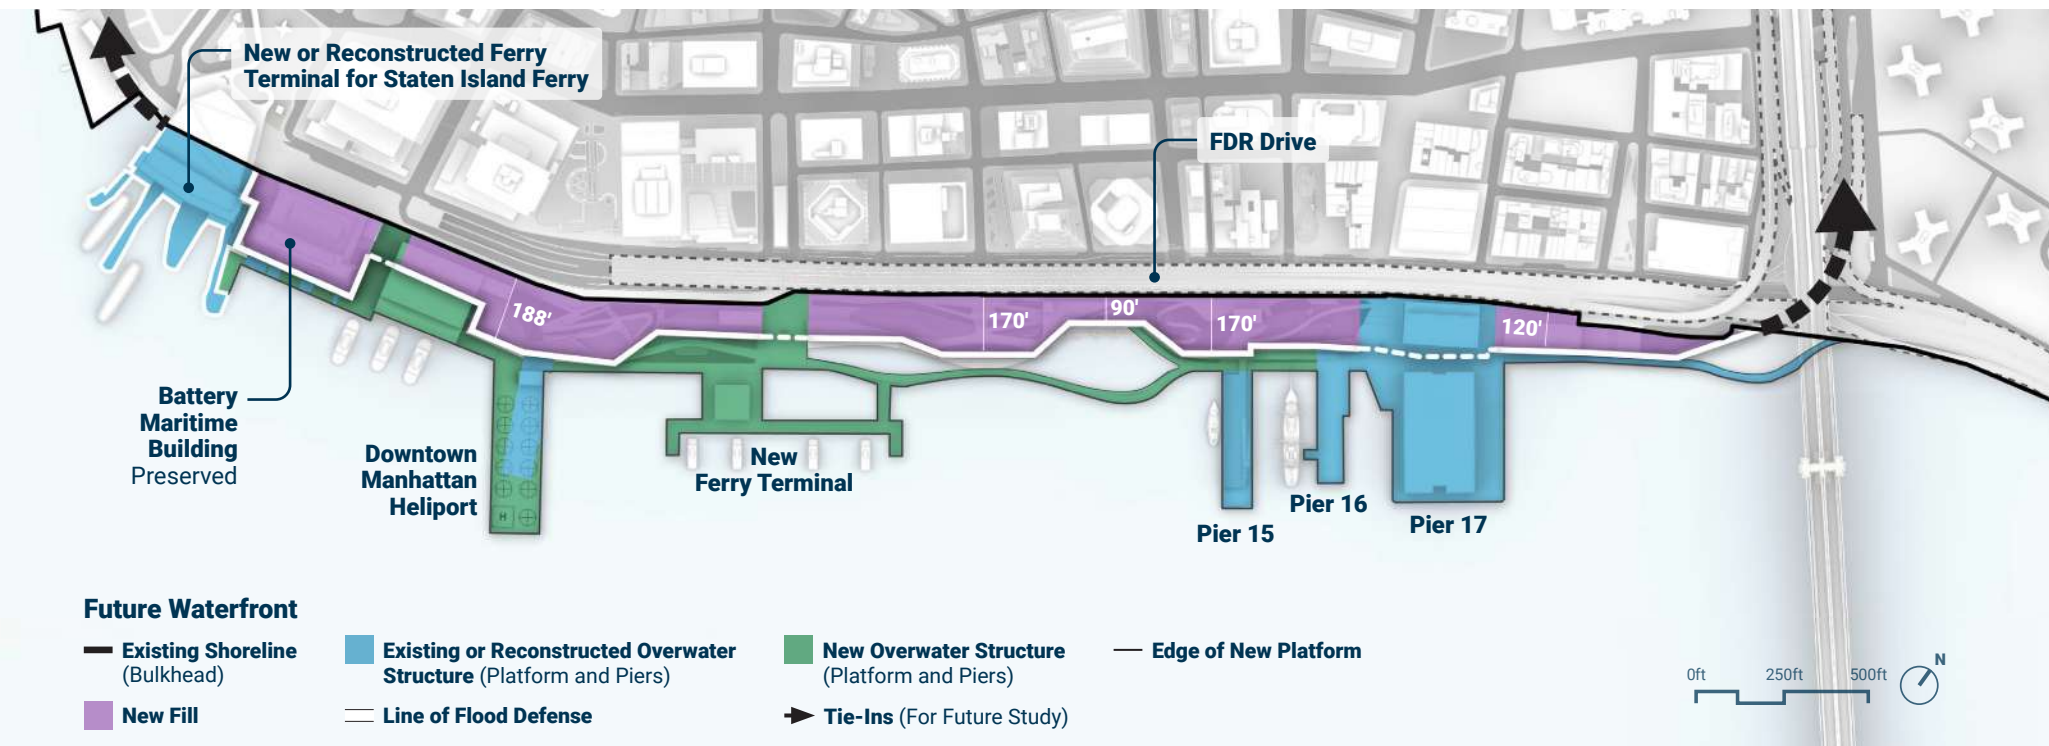 New or Reconstructed Ferry
Terminal for Staten Island Ferry
FDR Drive
188'
170'
90'
170'
120'
Battery
Maritime
Building
Preserved
Downtown
Manhattan
Heliport
H
New
Ferry Terminal
Pier 15
Pier 16
Pier 17
Future Waterfront
Existing Shoreline
(Bulkhead)
New Fill
Existing or Reconstructed Overwater
Structure (Platform and Piers)
Line of Flood Defense
New Overwater Structure
(Platform and Piers)
Tie-Ins (For Future Study)
Edge of New Platform
0ft 250ft 500ft
N